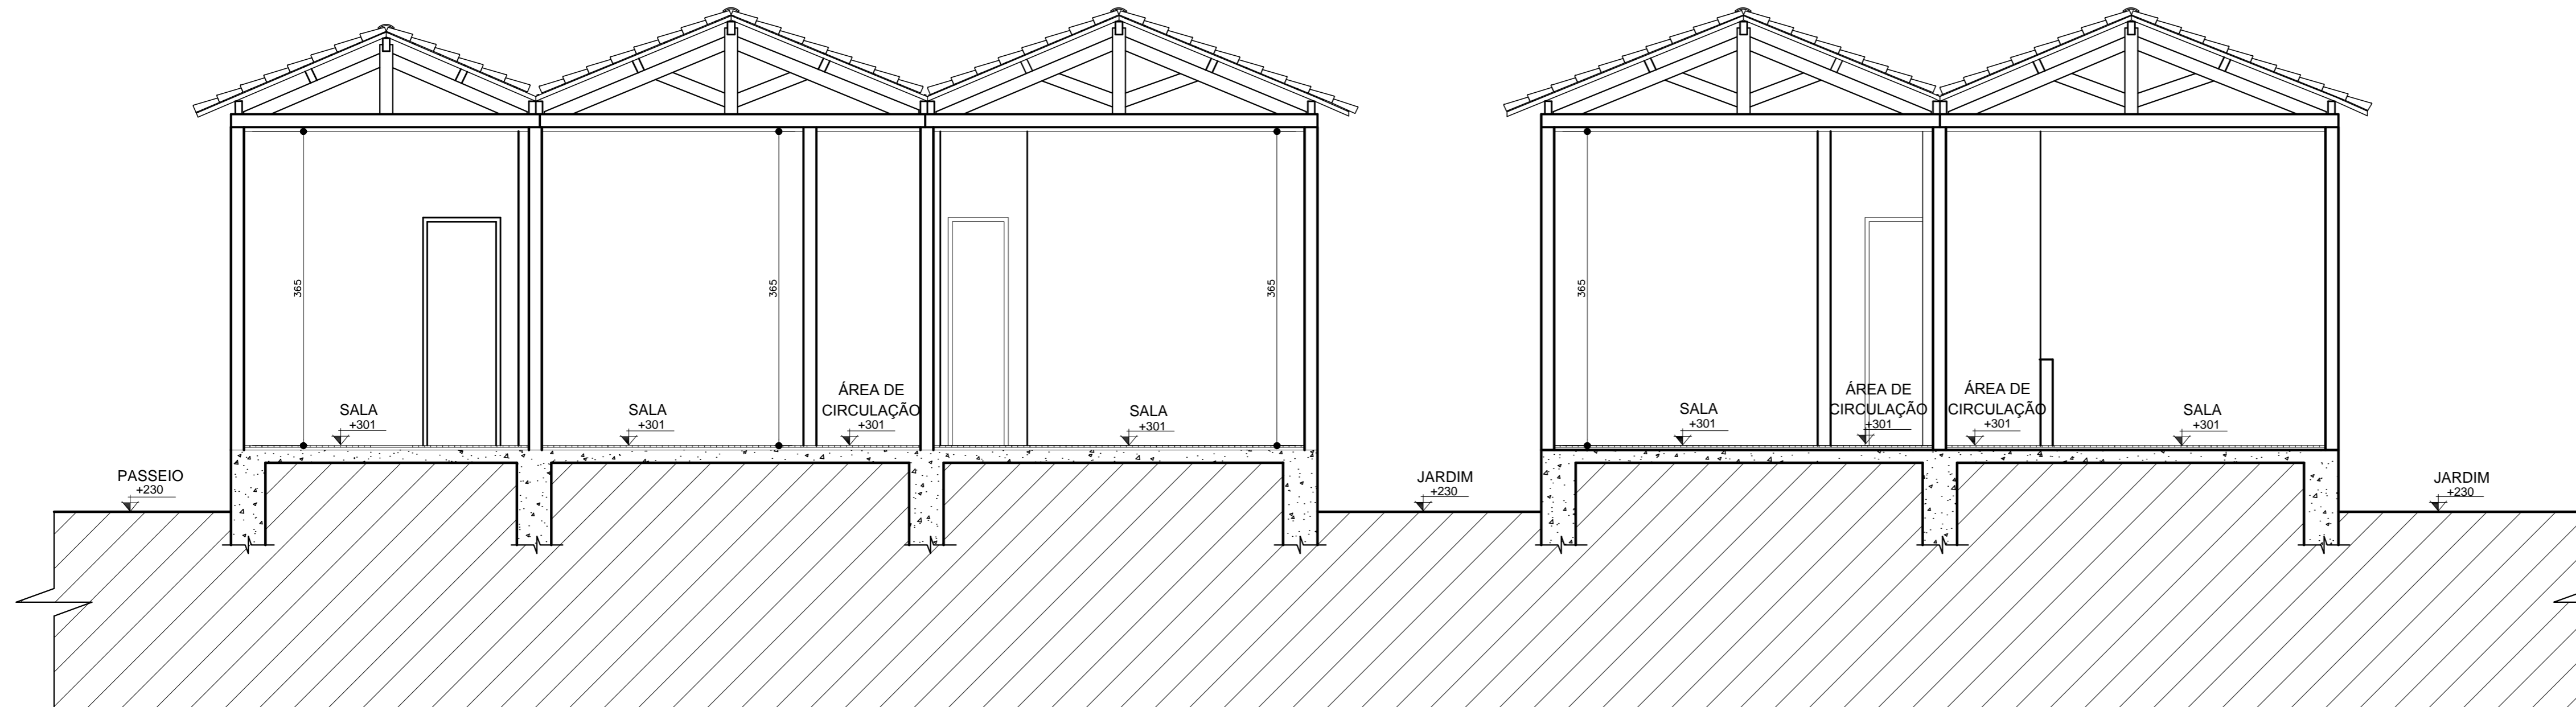 365
365
365
365
SALA
+301
SALA
+301
ÁREA DE
CIRCULAÇÃO
+301
SALA
+301
SALA
+301
ÁREA DE
CIRCULAÇÃO
+301
ÁREA DE
CIRCULAÇÃO
+301
SALA
+301
PASSEIO
+230
JARDIM
+230
JARDIM
+230